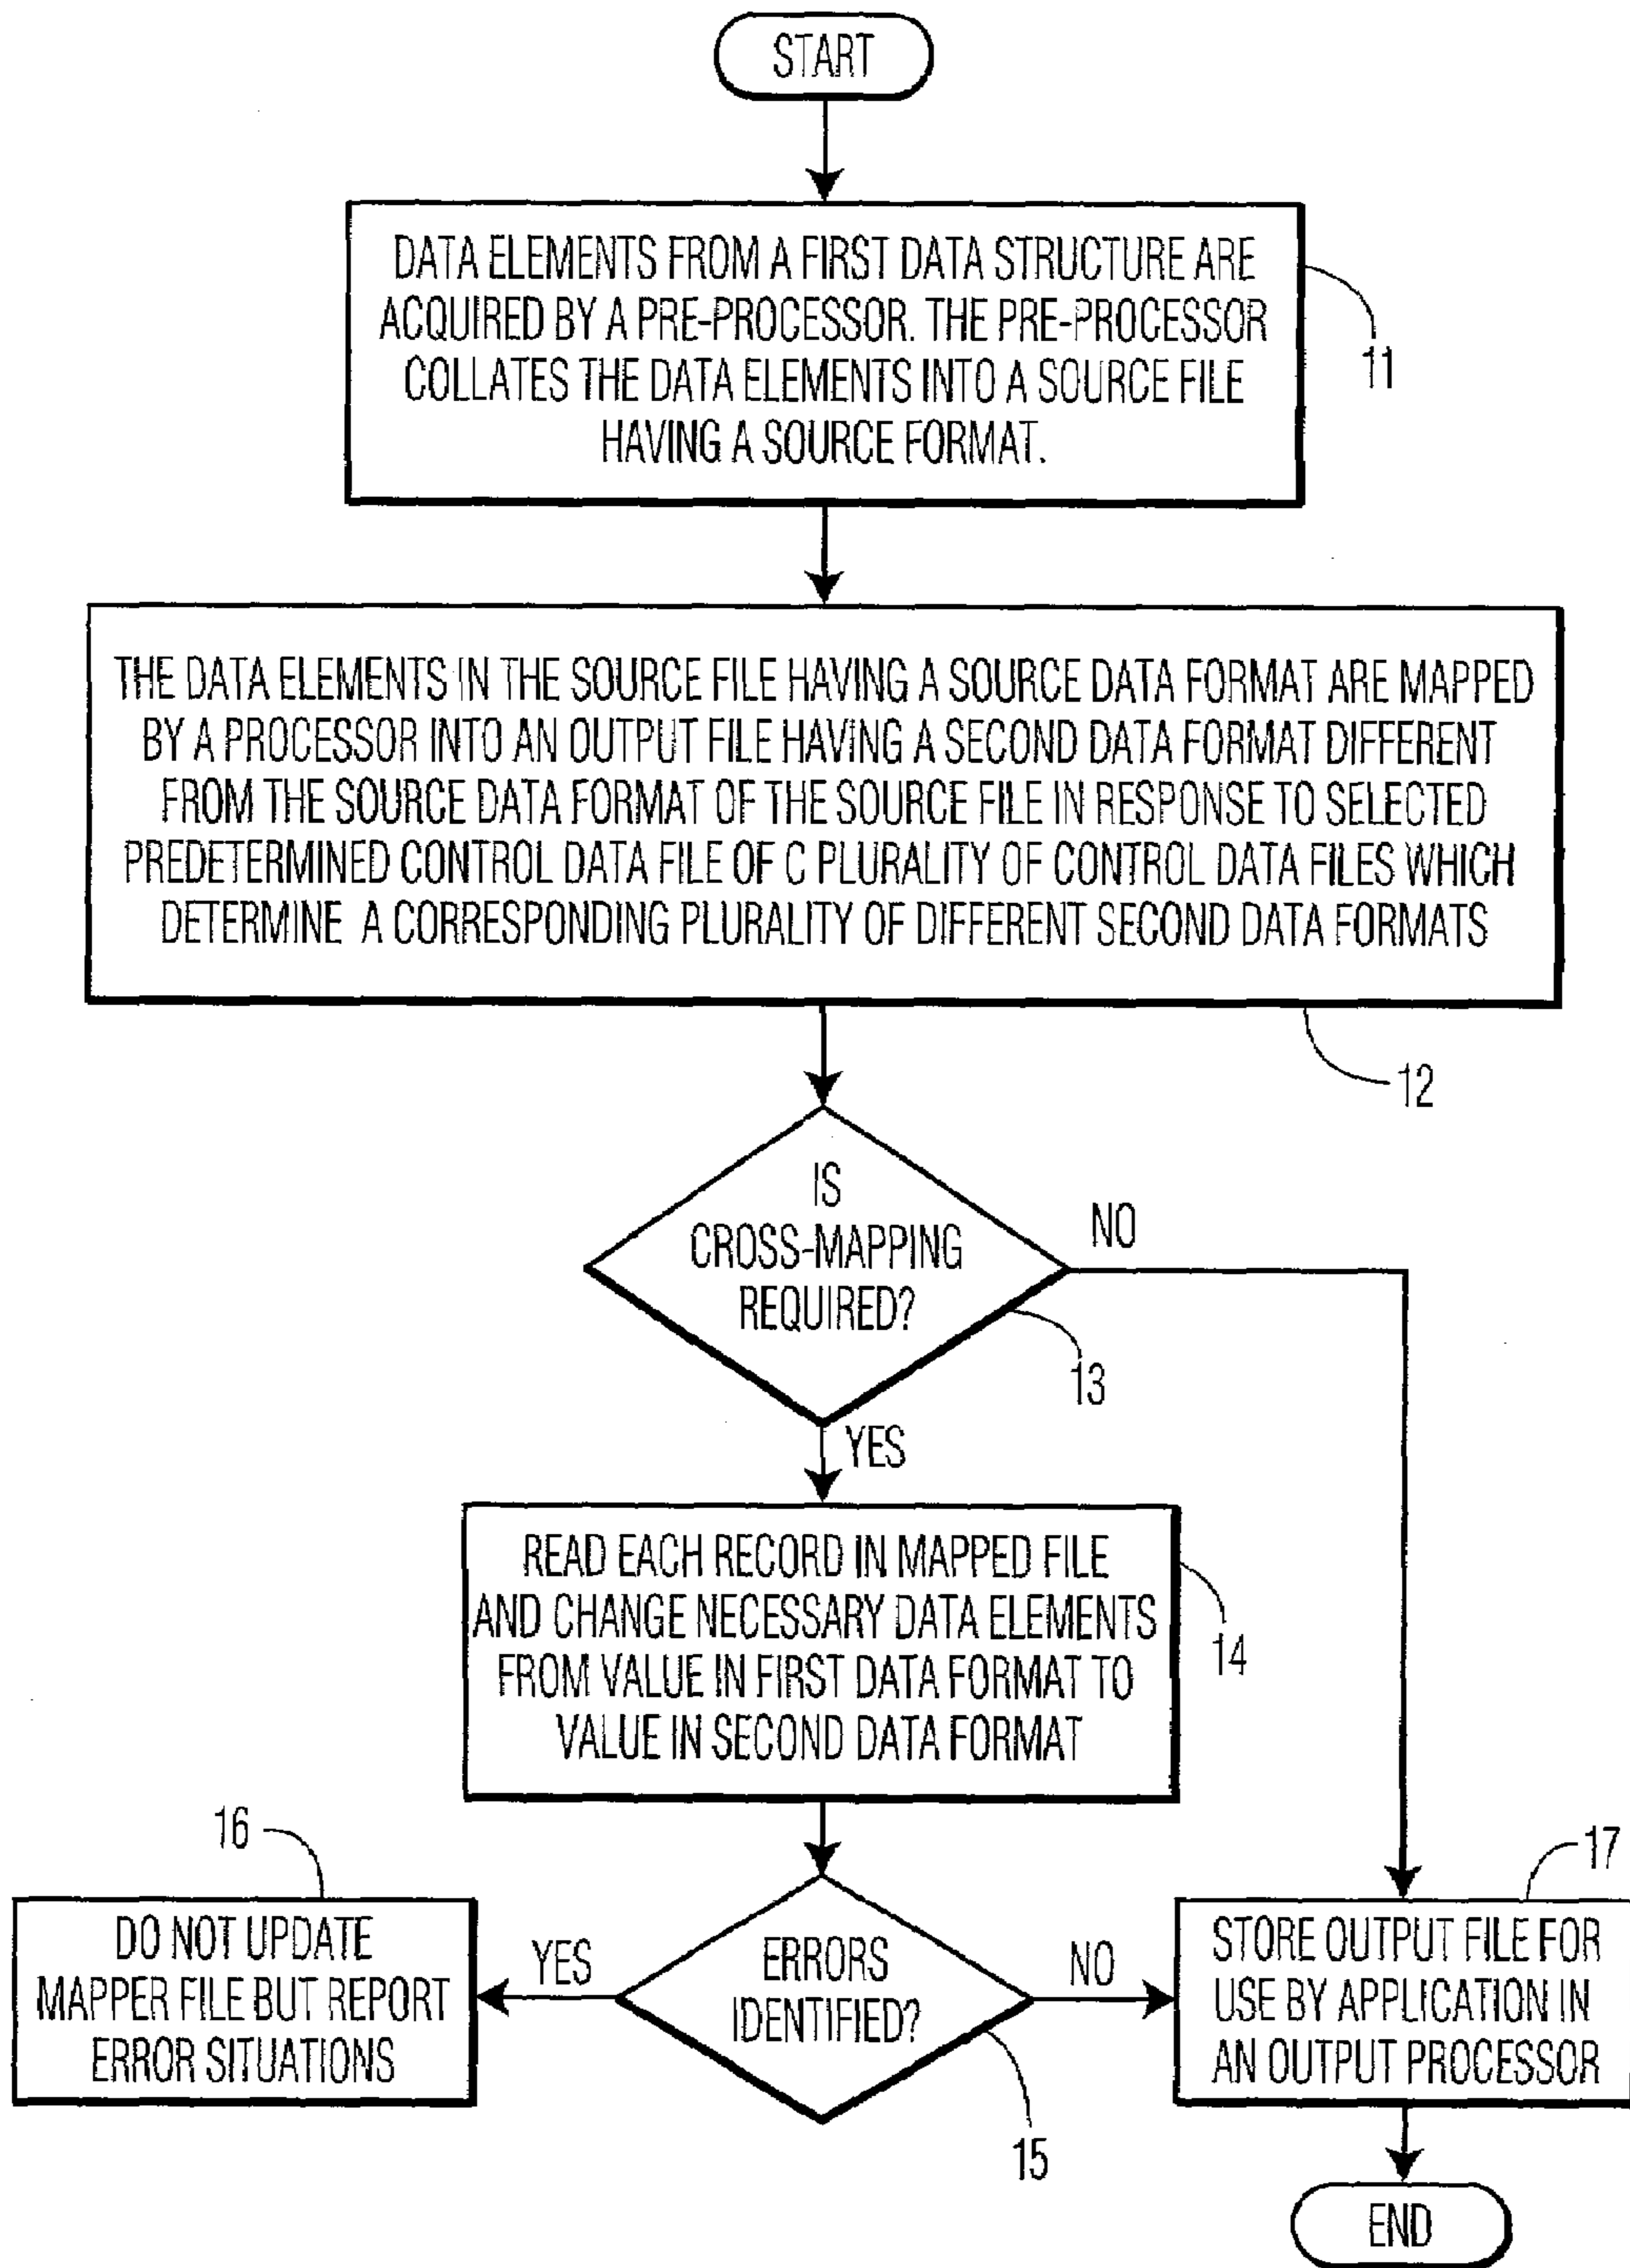 START
DATA ELEMENTS FROM A FIRST DATA STRUCTURE ARE
ACQUIRED BY A PRE-PROCESSOR. THE PRE-PROCESSOR
COLLATES THE DATA ELEMENTS INTO A SOURCE FILE
HAVING A SOURCE FORMAT.
11
THE DATA ELEMENTS IN THE SOURCE FILE HAVING A SOURCE DATA FORMAT ARE MAPPED
BY A PROCESSOR INTO AN OUTPUT FILE HAVING A SECOND DATA FORMAT DIFFERENT
FROM THE SOURCE DATA FORMAT OF THE SOURCE FILE IN RESPONSE TO SELECTED
PREDETERMINED CONTROL DATA FILE OF C PLURALITY OF CONTROL DATA FILES WHICH
DETERMINE A CORRESPONDING PLURALITY OF DIFFERENT SECOND DATA FORMATS
12
IS
CROSS-MAPPING
REQUIRED?
NO
13
YES
READ EACH RECORD IN MAPPED FILE
AND CHANGE NECESSARY DATA ELEMENTS
FROM VALUE IN FIRST DATA FORMAT TO
VALUE IN SECOND DATA FORMAT
14
16
DO NOT UPDATE
MAPPER FILE BUT REPORT
ERROR SITUATIONS
YES
ERRORS
IDENTIFIED?
NO
15
17
STORE OUTPUT FILE FOR
USE BY APPLICATION IN
AN OUTPUT PROCESSOR
END